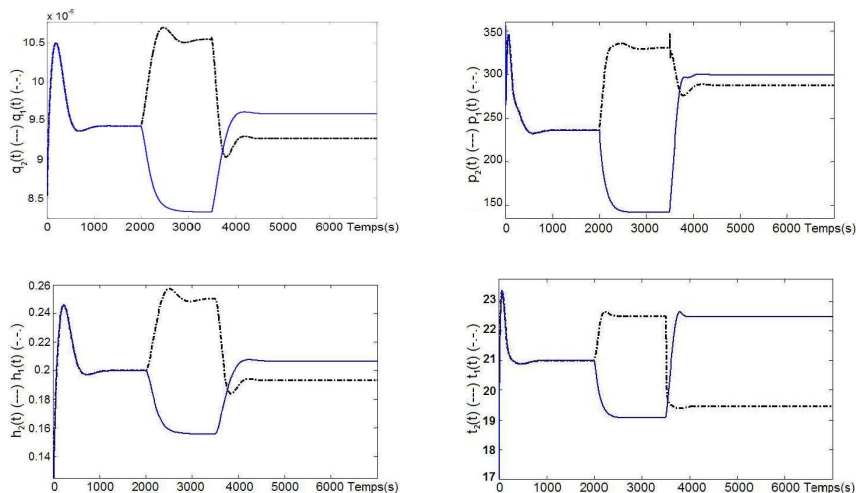 x 10⁻⁶
10.5
10
9.5
9
8.5
q₂(t) (---) q₁(t) (-.-.)
0 1000 2000 3000 4000 5000 6000 Temps(s)
350
300
250
200
150
p₂(t) (---) p₁(t) (-.-.)
0 1000 2000 3000 4000 5000 6000 Temps(s)
0.26
0.24
0.22
0.2
0.18
0.16
0.14
h₂(t) (---) h₁(t) (-.-.)
0 1000 2000 3000 4000 5000 6000 Temps(s)
23
22
21
20
19
18
17
t₂(t) (---) t₁(t) (-.-.)
0 1000 2000 3000 4000 5000 6000 Temps(s)